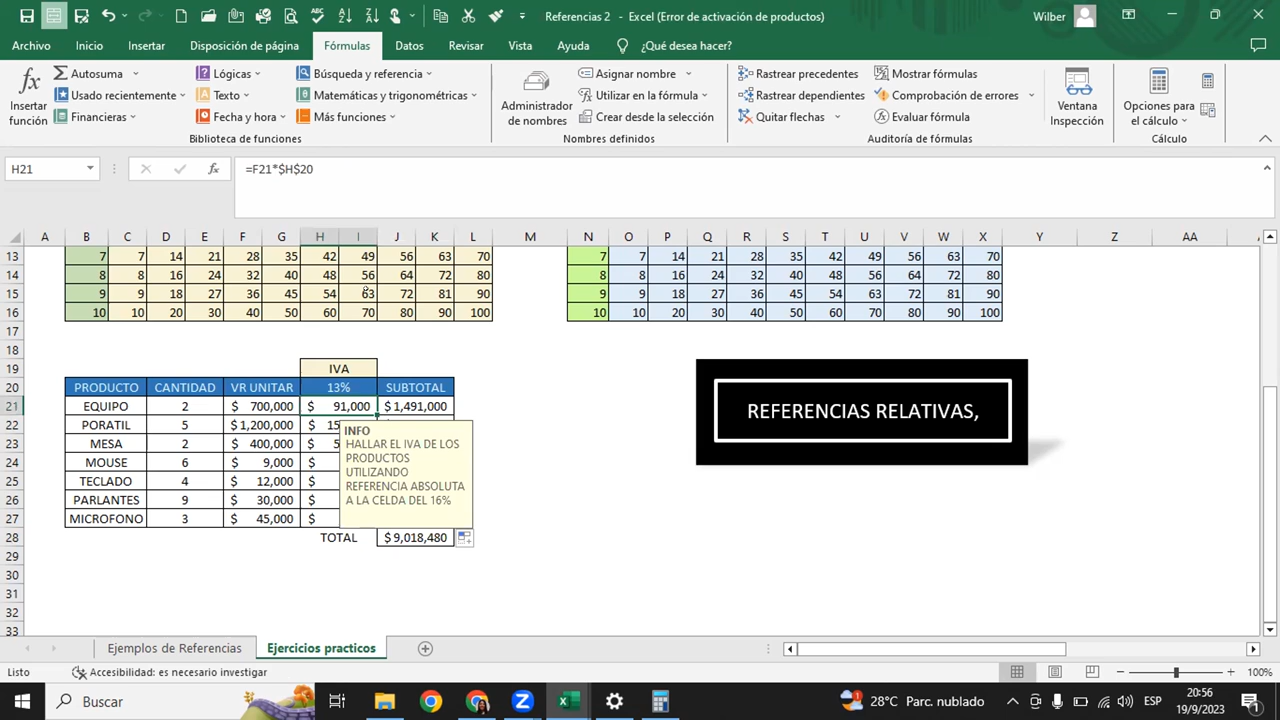 Referencias 2 - Excel (Error de activación de productos)
Wilber
Archivo Inicio Insertar Disposición de página Fórmulas Datos Revisar Vista Ayuda ¿Qué desea hacer?
Insertar función
Autosuma
Usado recientemente
Financieras
Lógicas
Texto
Fecha y hora
Búsqueda y referencia
Matemáticas y trigonométricas
Más funciones
Biblioteca de funciones
Administrador de nombres
Asignar nombre
Utilizar en la fórmula
Crear desde la selección
Nombres definidos
Rastrear precedentes
Rastrear dependientes
Quitar flechas
Mostrar fórmulas
Comprobación de errores
Evaluar fórmula
Auditoría de fórmulas
Ventana Inspección
Opciones para el cálculo
Cálculo
H21 fx =F21*$H$20
A B C D E F G H I J K L M N O P Q R S T U V W X Y Z AA
13 7 7 14 21 28 35 42 49 56 63 70 7 7 14 21 28 35 42 49 56 63 70
14 8 8 16 24 32 40 48 56 64 72 80 8 8 16 24 32 40 48 56 64 72 80
15 9 9 18 27 36 45 54 63 72 81 90 9 9 18 27 36 45 54 63 72 81 90
16 10 10 20 30 40 50 60 70 80 90 100 10 10 20 30 40 50 60 70 80 90 100
17
18
19 IVA
20 PRODUCTO CANTIDAD VR UNITAR 13% SUBTOTAL
21 EQUIPO 2 $ 700,000 $ 91,000 $ 1,491,000
22 PORATIL 5 $ 1,200,000 $ 15
23 MESA 2 $ 400,000 $ 5
24 MOUSE 6 $ 9,000 $
25 TECLADO 4 $ 12,000 $
26 PARLANTES 9 $ 30,000 $
27 MICROFONO 3 $ 45,000 $
28 TOTAL $ 9,018,480
29
30
31
32
33
INFO
HALLAR EL IVA DE LOS
PRODUCTOS
UTILIZANDO
REFERENCIA ABSOLUTA
A LA CELDA DEL 16%
REFERENCIAS RELATIVAS,
Ejemplos de Referencias Ejercicios practicos
Listo Accesibilidad: es necesario investigar 100%
Buscar 28°C Parc. nublado ESP 20:56
19/9/2023